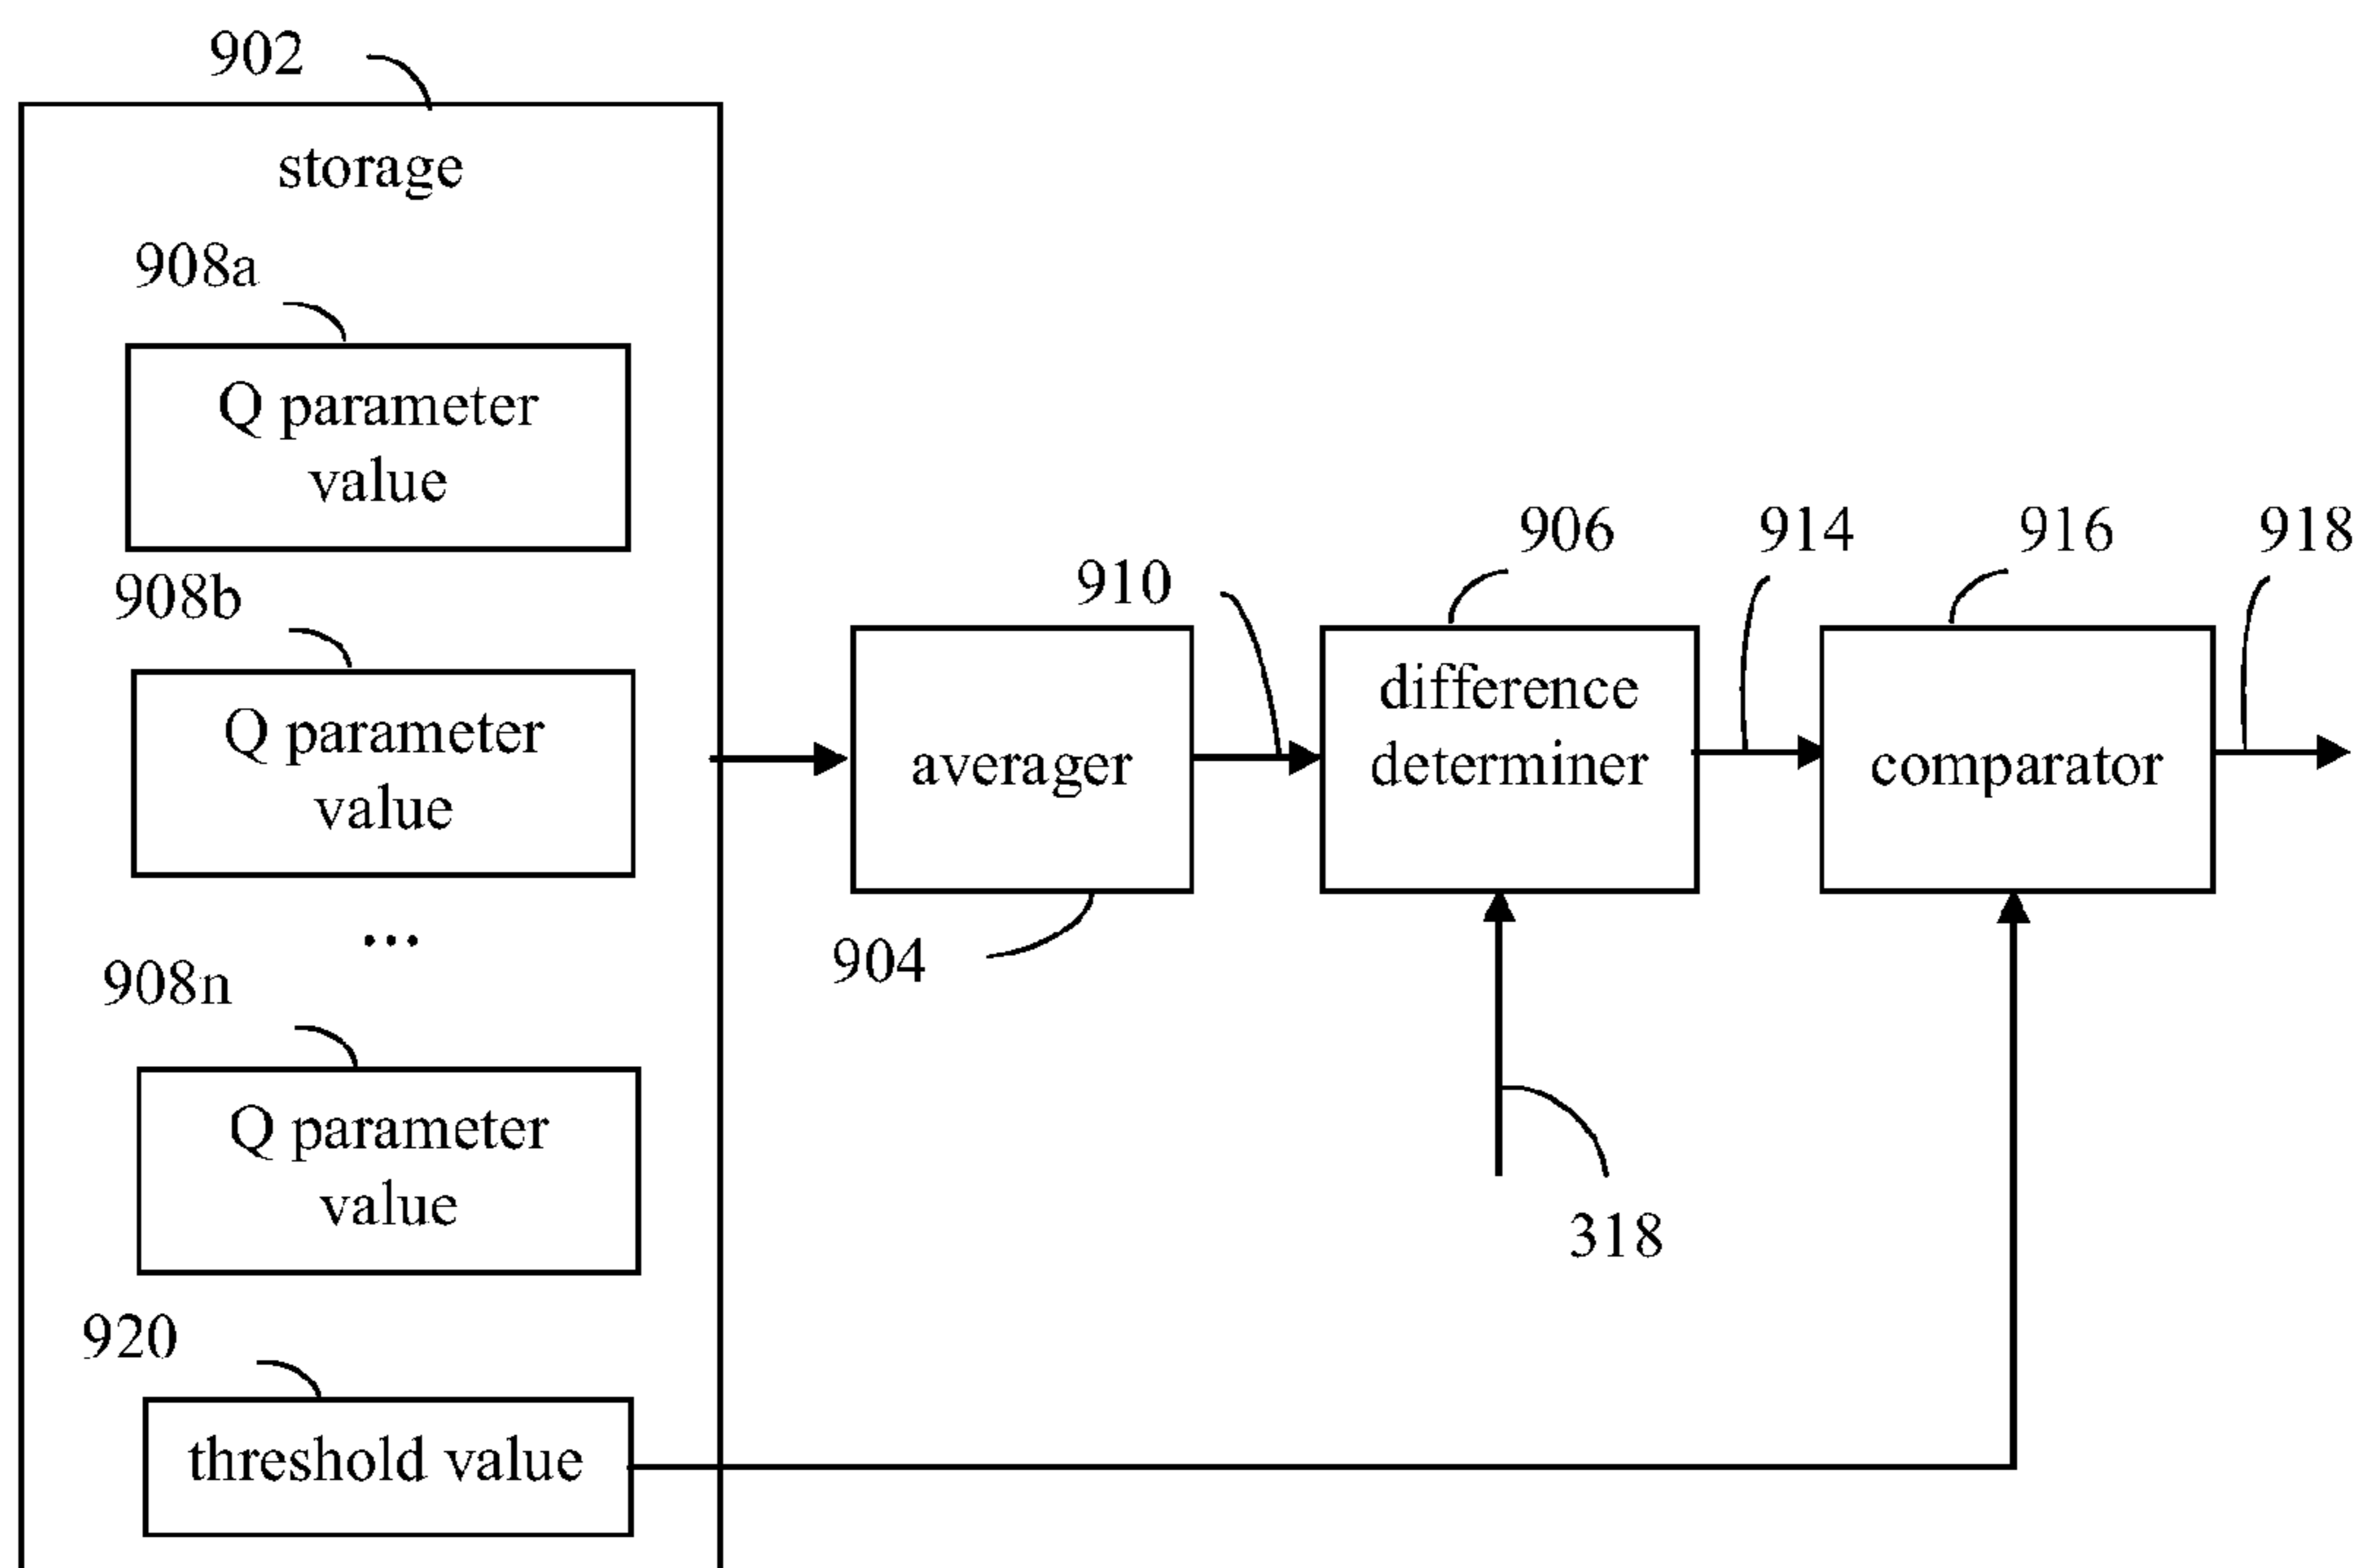 902
storage
908a
Q parameter
value
908b
Q parameter
value
...
908n
Q parameter
value
920
threshold value
910
averager
904
906
difference
determiner
318
914
916
comparator
918